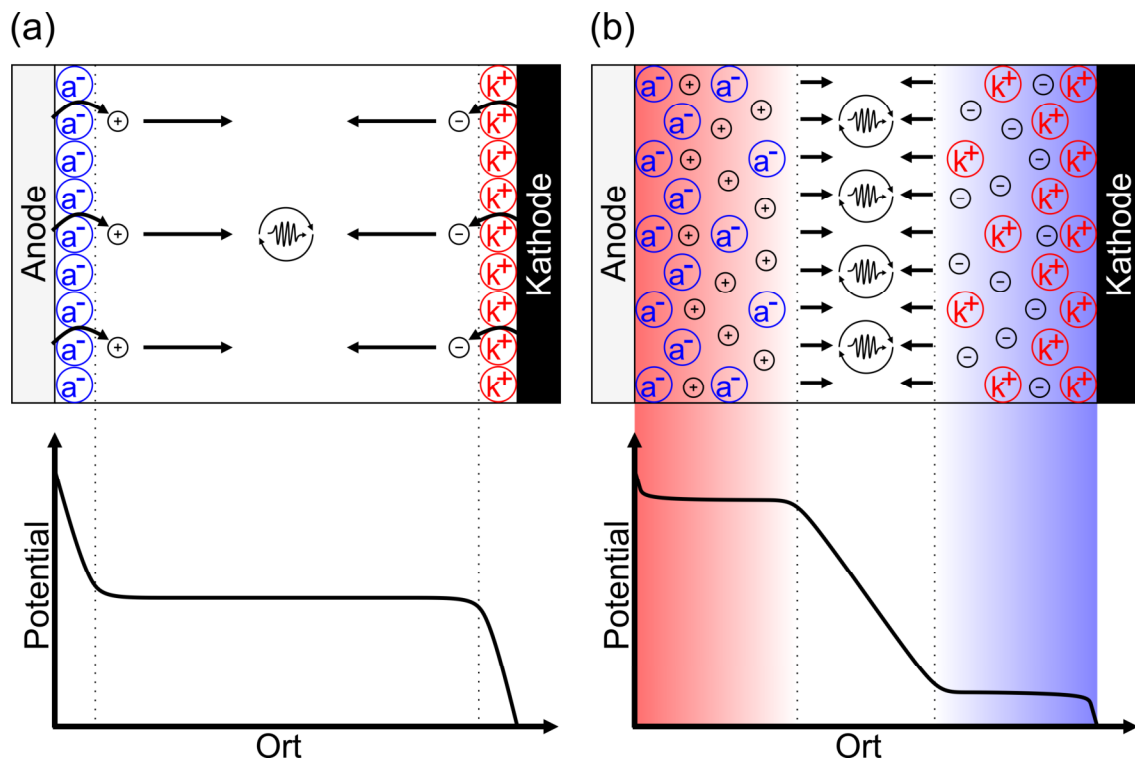 (a)
Anode
a⁻ k⁺
a⁻ + − k⁺
a⁻ k⁺
a⁻ k⁺
a⁻ + − k⁺
a⁻ k⁺
a⁻ k⁺
a⁻ + − k⁺
a⁻ k⁺
Kathode
Potential
Ort
(b)
Anode
a⁻ + a⁻ k⁺ − k⁺
a⁻ + + − − k⁺
a⁻ + a⁻ k⁺ − k⁺
a⁻ + + − − k⁺
a⁻ + a⁻ k⁺ − k⁺
a⁻ + + − − k⁺
a⁻ + a⁻ k⁺ − k⁺
a⁻ + + − − k⁺
a⁻ + a⁻ k⁺ − k⁺
Kathode
Potential
Ort